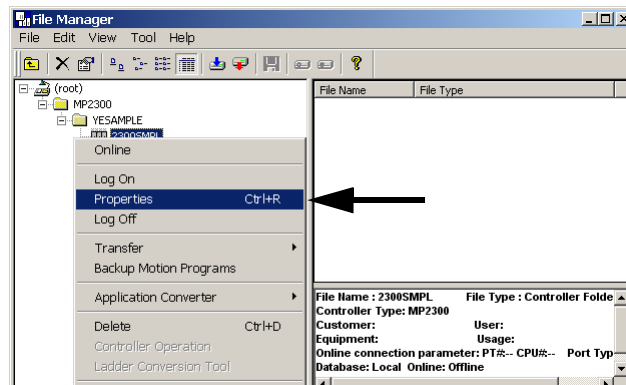 File Manager
File Edit View Tool Help
(root)
MP2300
YESAMPLE
2300SMPL
Online
Log On
Properties Ctrl+R
Log Off
Transfer
Backup Motion Programs
Application Converter
Delete Ctrl+D
Controller Operation
Ladder Conversion Tool
File Name File Type
File Name : 2300SMPL File Type : Controller Folde
Controller Type: MP2300
Customer: User:
Equipment: Usage:
Online connection parameter: PT#:-- CPU#:-- Port Typ
Database: Local Online: Offline